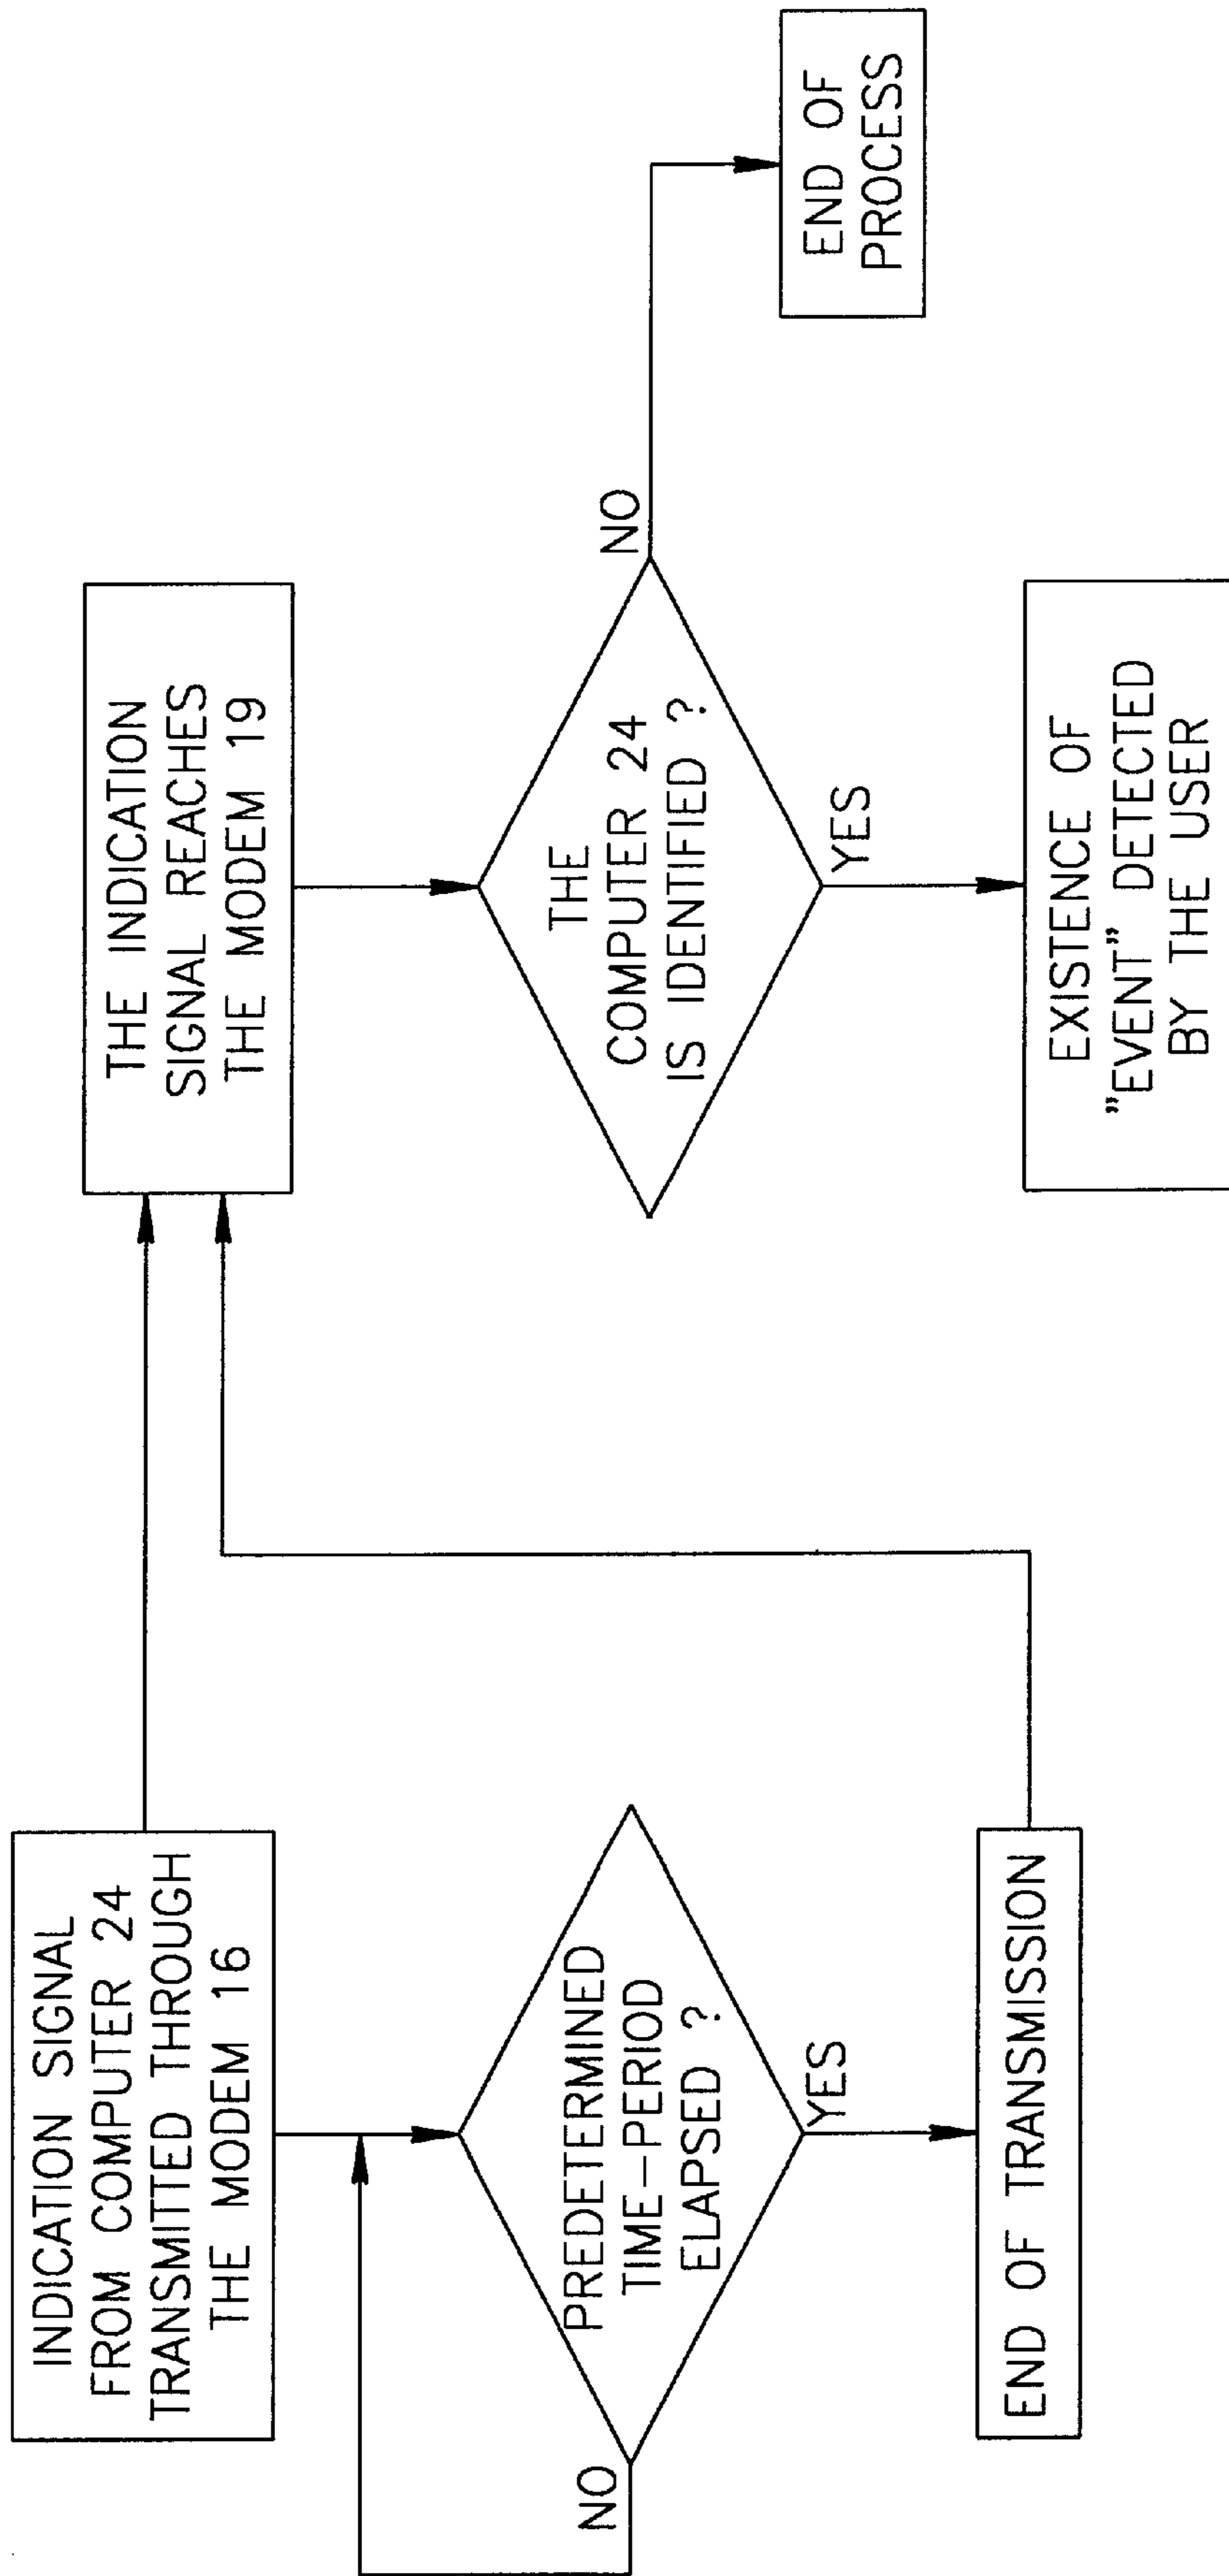 INDICATION SIGNAL
FROM COMPUTER 24
TRANSMITTED THROUGH
THE MODEM 16
PREDETERMINED
TIME-PERIOD
ELAPSED ?
NO
YES
END OF TRANSMISSION
THE INDICATION
SIGNAL REACHES
THE MODEM 19
THE
COMPUTER 24
IS IDENTIFIED ?
NO
YES
END OF
PROCESS
EXISTENCE OF
"EVENT" DETECTED
BY THE USER